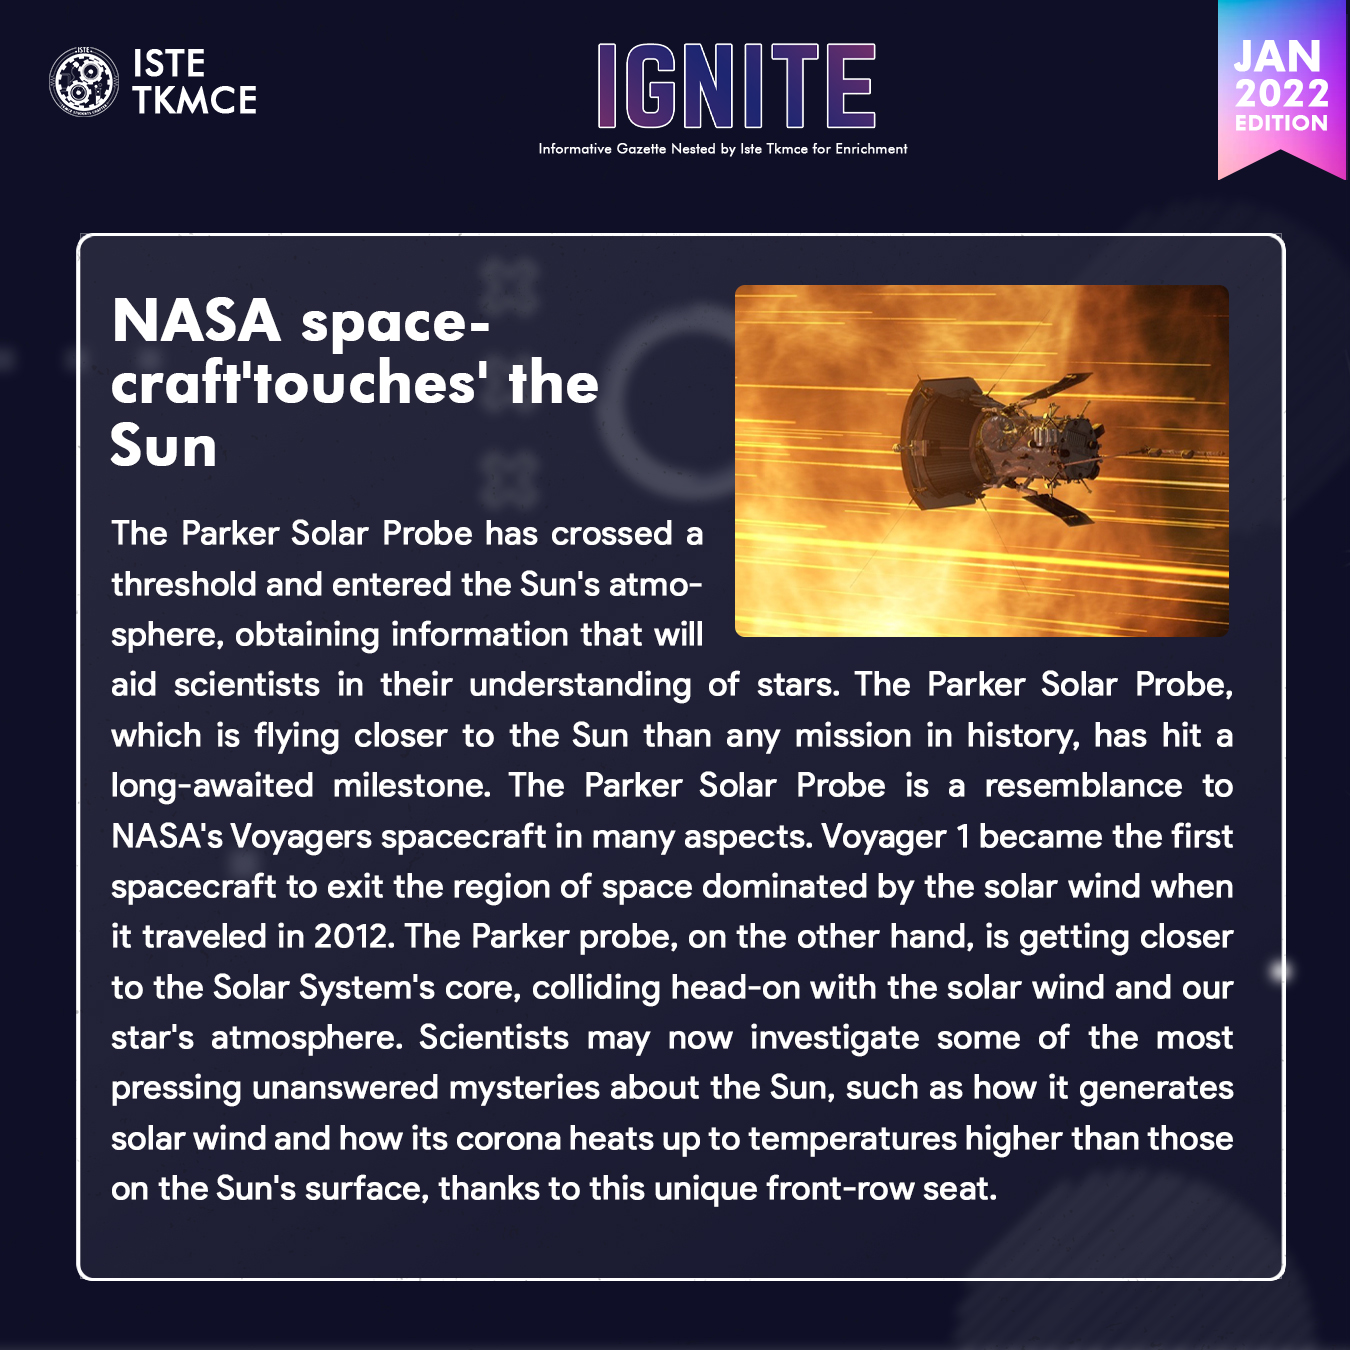 ISTE
TKMCE
IGNITE
Informative Gazette Nested by Iste Tkmce for Enrichment
JAN
2022
EDITION
NASA space-
craft'touches' the
Sun
The Parker Solar Probe has crossed a
threshold and entered the Sun's atmo-
sphere, obtaining information that will
aid scientists in their understanding of stars. The Parker Solar Probe,
which is flying closer to the Sun than any mission in history, has hit a
long-awaited milestone. The Parker Solar Probe is a resemblance to
NASA's Voyagers spacecraft in many aspects. Voyager 1 became the first
spacecraft to exit the region of space dominated by the solar wind when
it traveled in 2012. The Parker probe, on the other hand, is getting closer
to the Solar System's core, colliding head-on with the solar wind and our
star's atmosphere. Scientists may now investigate some of the most
pressing unanswered mysteries about the Sun, such as how it generates
solar wind and how its corona heats up to temperatures higher than those
on the Sun's surface, thanks to this unique front-row seat.